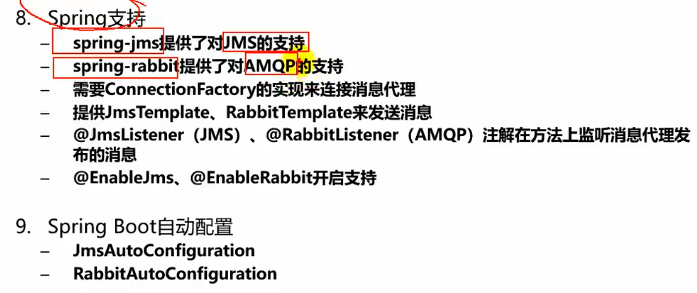 8. Spring支持
– spring-jms提供了对JMS的支持
– spring-rabbit提供了对AMQP的支持
– 需要ConnectionFactory的实现来连接消息代理
– 提供JmsTemplate、RabbitTemplate来发送消息
– @JmsListener（JMS）、@RabbitListener（AMQP）注解在方法上监听消息代理发
布的消息
– @EnableJms、@EnableRabbit开启支持
9. Spring Boot自动配置
– JmsAutoConfiguration
– RabbitAutoConfiguration